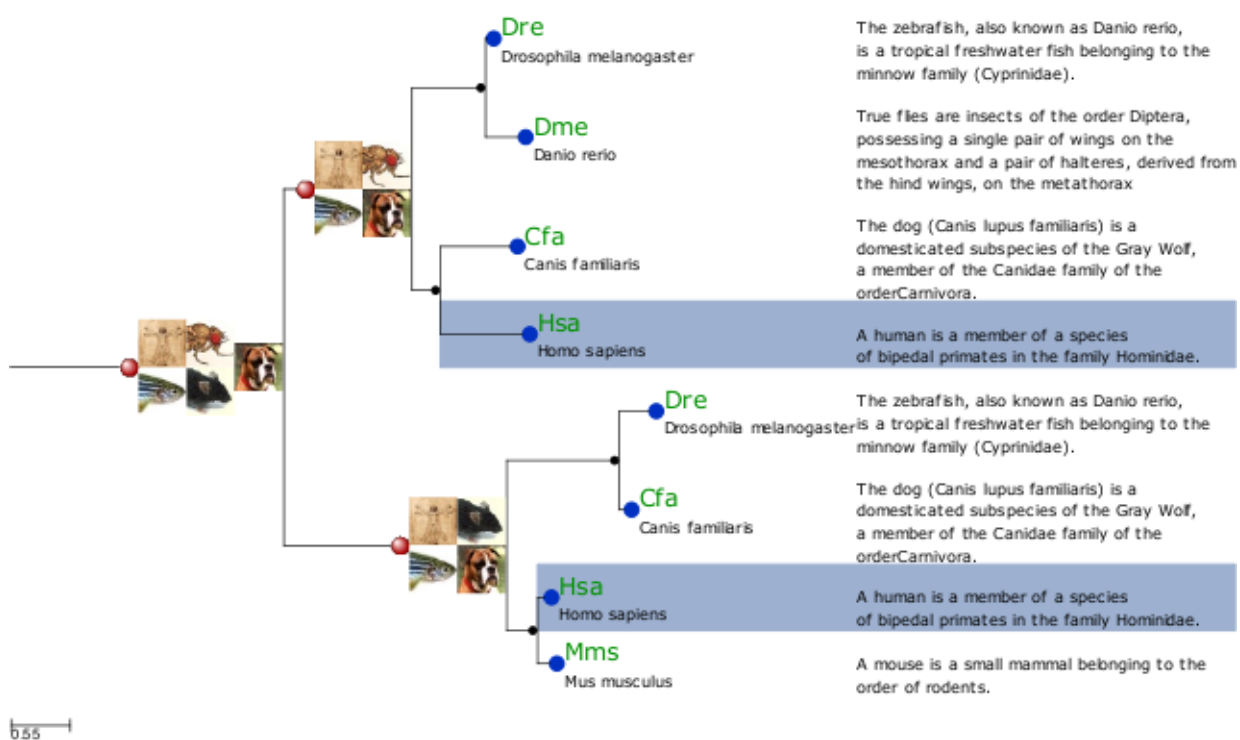 Dre
Drosophila melanogaster
The zebrafish, also known as Danio rerio,
is a tropical freshwater fish belonging to the
minnow family (Cyprinidae).
Dme
Danio rerio
True flies are insects of the order Diptera,
possessing a single pair of wings on the
mesothorax and a pair of halteres, derived from
the hind wings, on the metathorax
Cfa
Canis familiaris
The dog (Canis lupus familiaris) is a
domesticated subspecies of the Gray Wolf,
a member of the Canidae family of the
orderCarnivora.
Hsa
Homo sapiens
A human is a member of a species
of bipedal primates in the family Hominidae.
Dre
Drosophila melanogaster
The zebrafish, also known as Danio rerio,
is a tropical freshwater fish belonging to the
minnow family (Cyprinidae).
Cfa
Canis familiaris
The dog (Canis lupus familiaris) is a
domesticated subspecies of the Gray Wolf,
a member of the Canidae family of the
orderCarnivora.
Hsa
Homo sapiens
A human is a member of a species
of bipedal primates in the family Hominidae.
Mms
Mus musculus
A mouse is a small mammal belonging to the
order of rodents.
0.55